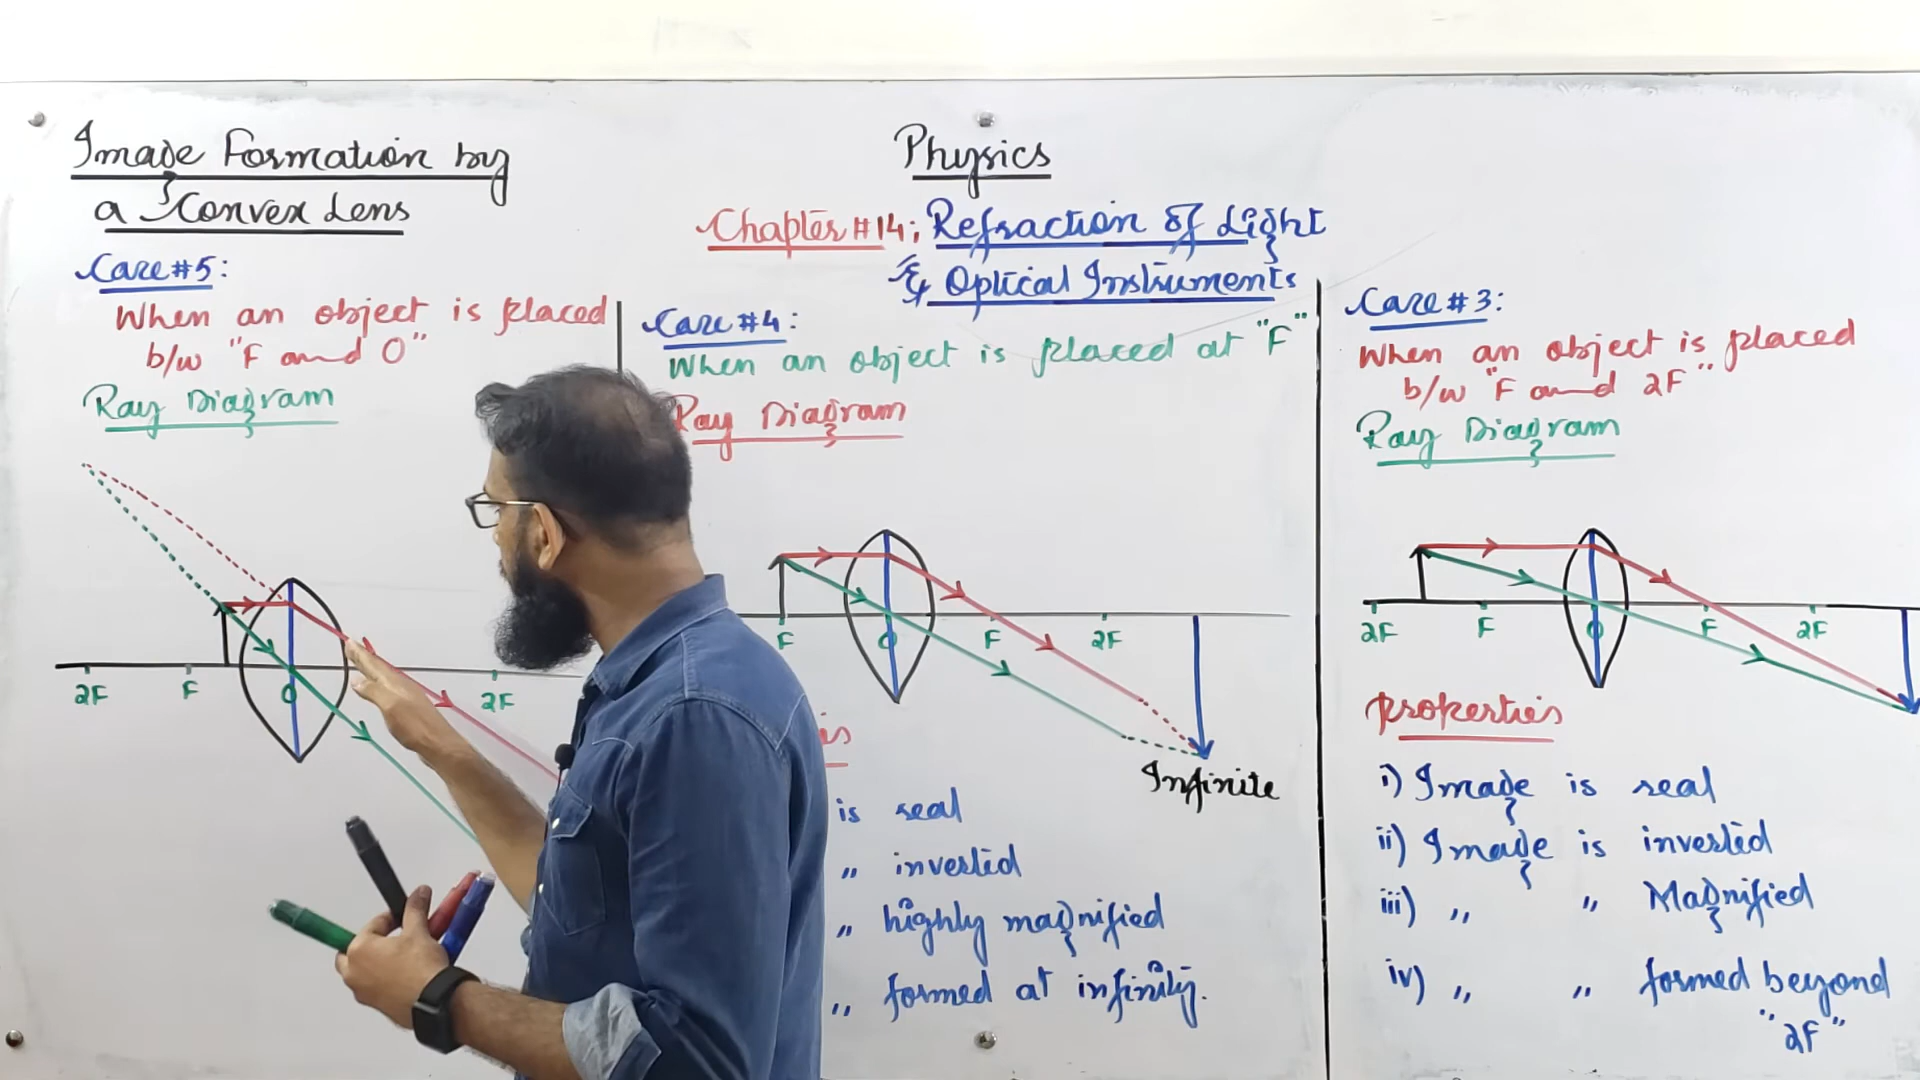 Image Formation by
a Convex Lens
Case #5:
When an object is placed
b/w "F and O"
Ray Diagram
2F F O 2F
Physics
Chapter #14; Refraction of Light
& Optical Instruments
Case #4:
When an object is placed at "F"
Ray Diagram
F O F 2F
Infinite
is real
" inverted
" highly magnified
" formed at infinity.
Case #3:
When an object is placed
b/w "F and 2F"
Ray Diagram
2F F O F 2F
Properties
i) Image is real
ii) Image is inverted
iii) " " Magnified
iv) " " formed beyond
"2F"